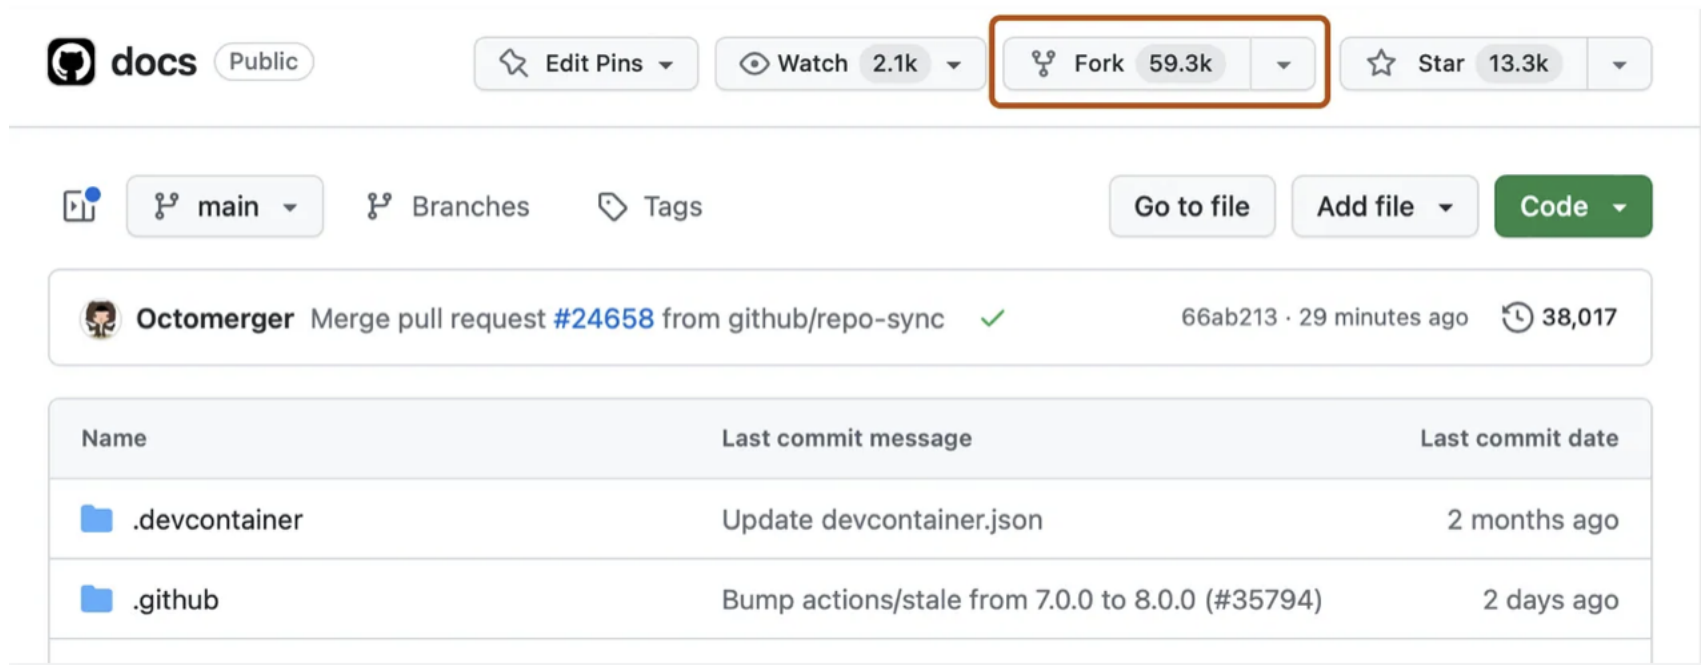 docs Public Edit Pins Watch 2.1k Fork 59.3k Star 13.3k
main Branches Tags Go to file Add file Code
Octomerger Merge pull request #24658 from github/repo-sync 66ab213 · 29 minutes ago 38,017
Name Last commit message Last commit date
.devcontainer Update devcontainer.json 2 months ago
.github Bump actions/stale from 7.0.0 to 8.0.0 (#35794) 2 days ago